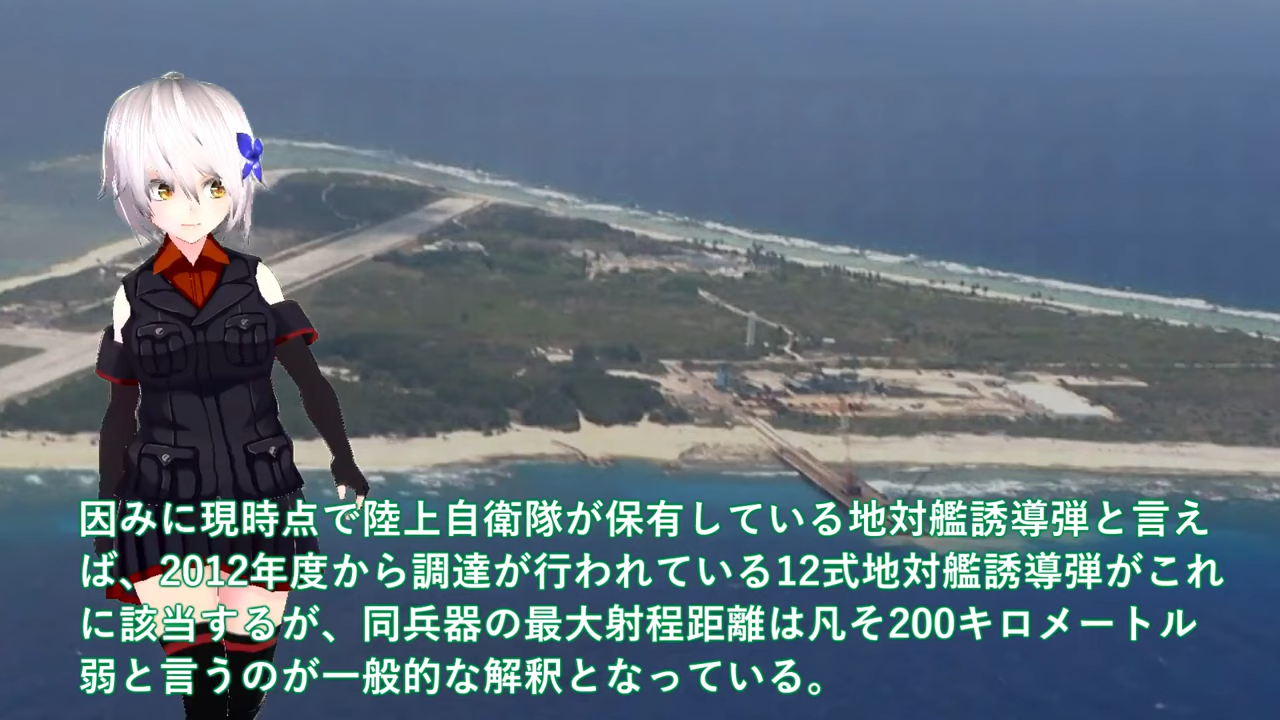 因みに現時点で陸上自衛隊が保有している地対艦誘導弾と言え
ば、2012年度から調達が行われている12式地対艦誘導弾がこれ
に該当するが、同兵器の最大射程距離は凡そ200キロメートル
弱と言うのが一般的な解釈となっている。